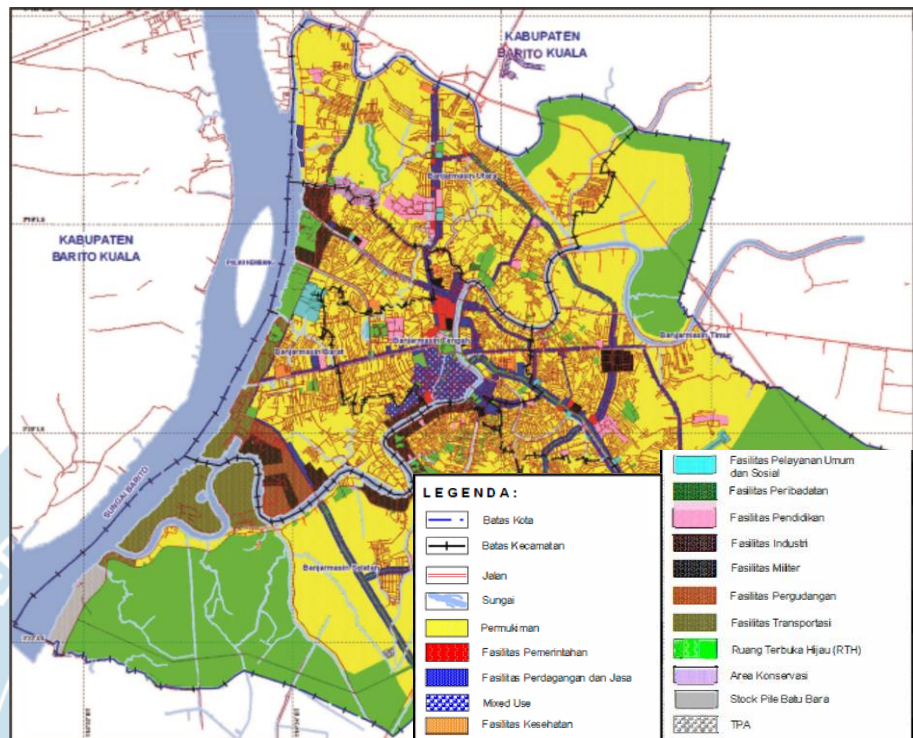 KABUPATEN
BARITO KUALA
Banjarmasin Utara
KABUPATEN
BARITO KUALA
Banjarmasin Timur
Banjarmasin Tengah
Banjarmasin Barat
SUNGAI BARITO
Banjarmasin Selatan
LEGENDA:
Batas Kota
Batas Kecamatan
Jalan
Sungai
Permukiman
Fasilitas Pemerintahan
Fasilitas Perdagangan dan Jasa
Mixed Use
Fasilitas Kesehatan
Fasilitas Pelayanan Umum
dan Sosial
Fasilitas Peribadatan
Fasilitas Pendidikan
Fasilitas Industri
Fasilitas Militer
Fasilitas Pergudangan
Fasilitas Transportasi
Ruang Terbuka Hijau (RTH)
Area Konservasi
Stock Pile Batu Bara
TPA